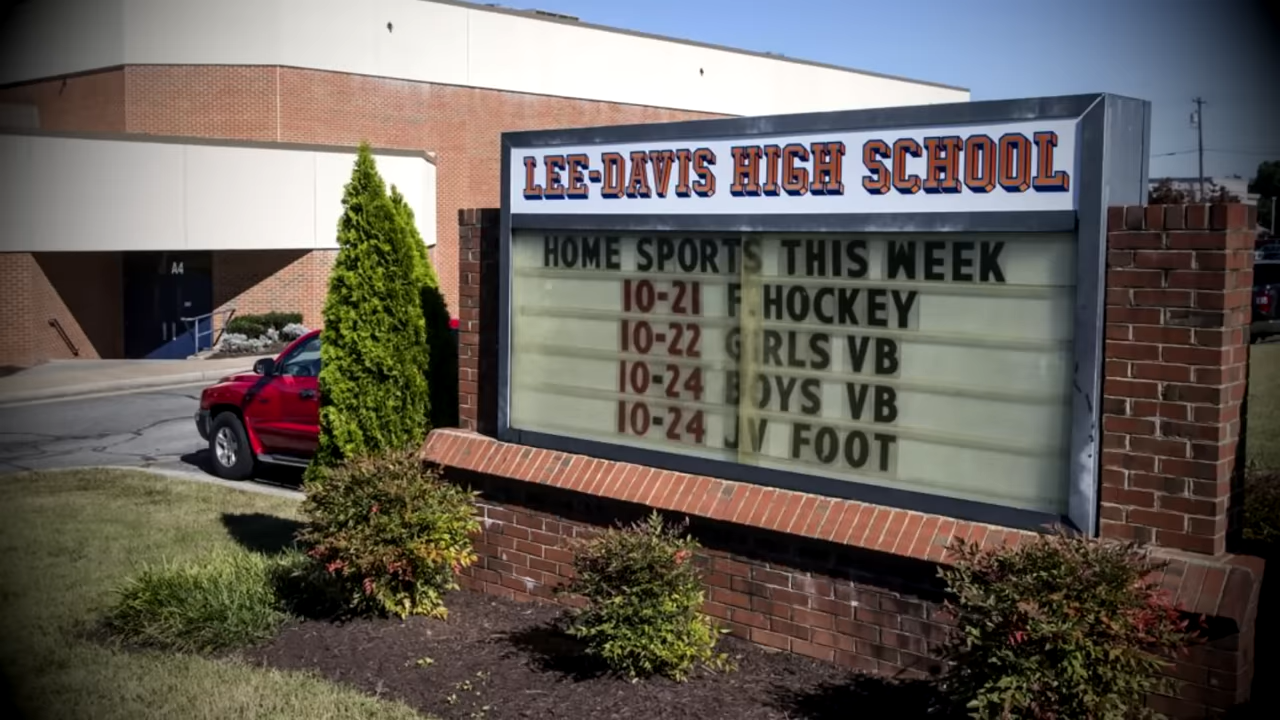 A4
LEE-DAVIS HIGH SCHOOL
HOME SPORTS THIS WEEK
10-21 F. HOCKEY
10-22 GIRLS VB
10-24 BOYS VB
10-24 JV FOOT